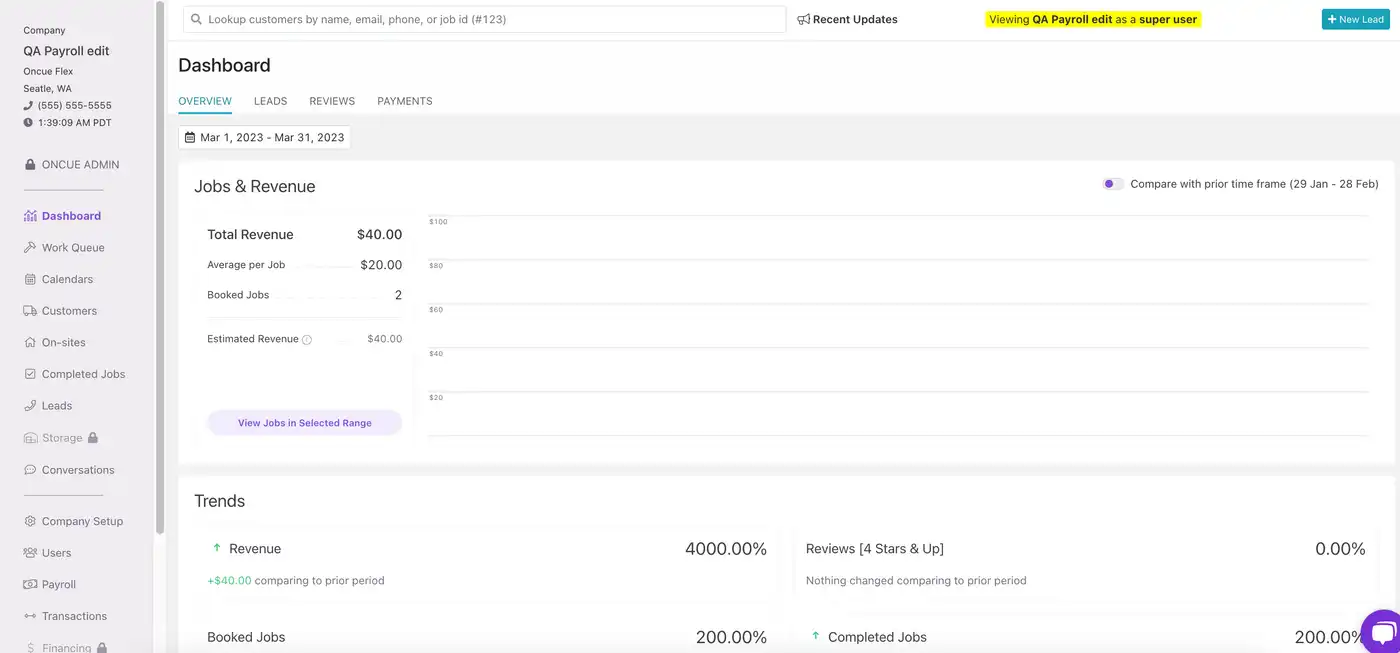 Company
QA Payroll edit
Oncue Flex
Seatle, WA
(555) 555-5555
1:39:09 AM PDT
ONCUE ADMIN
Dashboard
Work Queue
Calendars
Customers
On-sites
Completed Jobs
Leads
Storage
Conversations
Company Setup
Users
Payroll
Transactions
Financing
Lookup customers by name, email, phone, or job id (#123)
Recent Updates
Viewing QA Payroll edit as a super user
+ New Lead
Dashboard
OVERVIEW LEADS REVIEWS PAYMENTS
Mar 1, 2023 - Mar 31, 2023
Jobs & Revenue
Compare with prior time frame (29 Jan - 28 Feb)
Total Revenue $40.00
Average per Job $20.00
Booked Jobs 2
Estimated Revenue $40.00
View Jobs in Selected Range
$100
$80
$60
$40
$20
Trends
Revenue 4000.00%
+$40.00 comparing to prior period
Reviews [4 Stars & Up] 0.00%
Nothing changed comparing to prior period
Booked Jobs 200.00%
Completed Jobs 200.00%